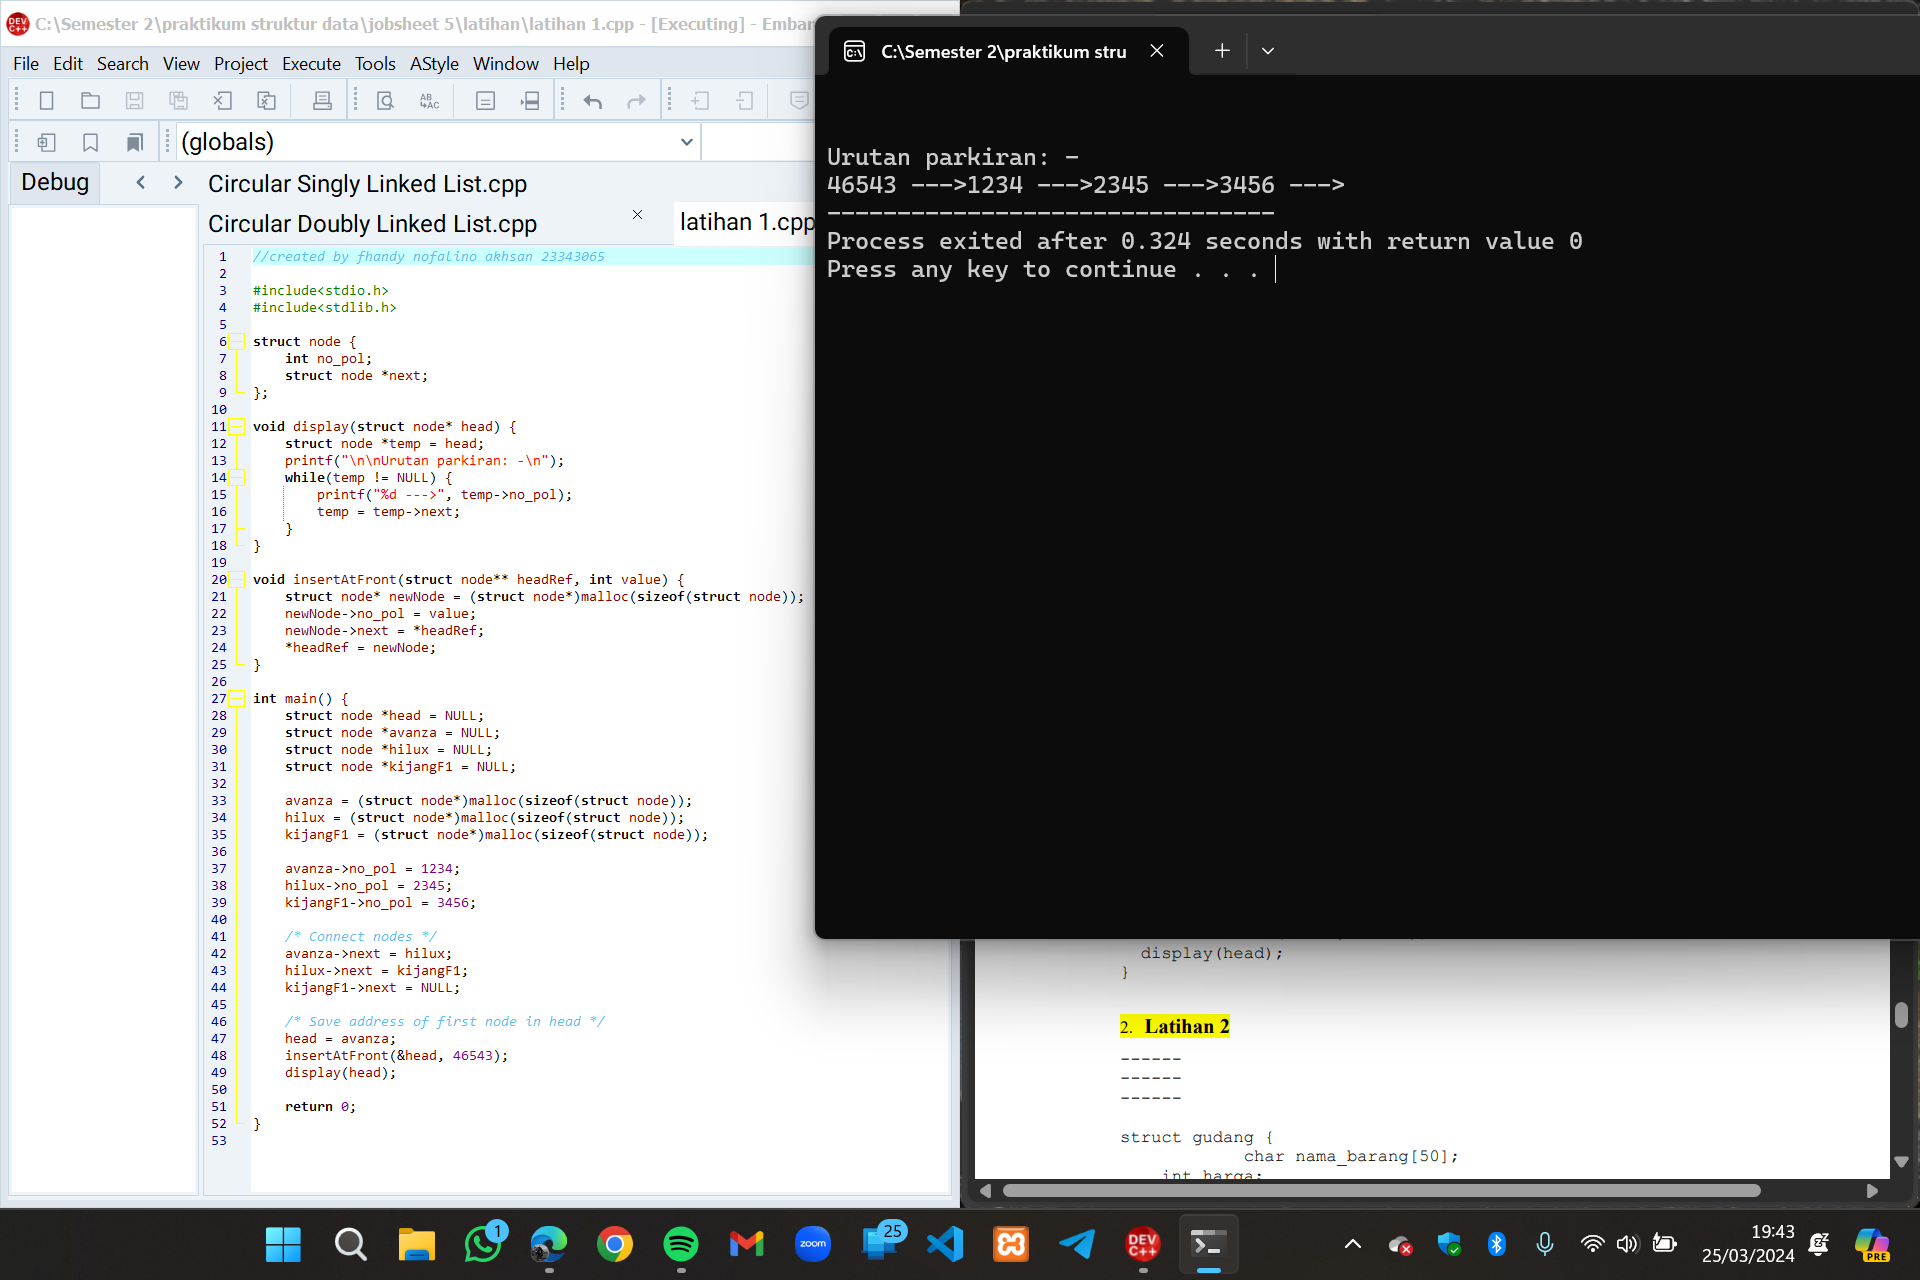 C:\Semester 2\praktikum struktur data\jobsheet 5\latihan\latihan 1.cpp - [Executing] - Embar
File Edit Search View Project Execute Tools AStyle Window Help
(globals)
Debug
Circular Singly Linked List.cpp
Circular Doubly Linked List.cpp
latihan 1.cpp
1 //created by fhandy nofalino akhsan 23343065
2
3 #include<stdio.h>
4 #include<stdlib.h>
5
6 struct node {
7 int no_pol;
8 struct node *next;
9 };
10
11 void display(struct node* head) {
12 struct node *temp = head;
13 printf("\n\nUrutan parkiran: -\n");
14 while(temp != NULL) {
15 printf("%d --->", temp->no_pol);
16 temp = temp->next;
17 }
18 }
19
20 void insertAtFront(struct node** headRef, int value) {
21 struct node* newNode = (struct node*)malloc(sizeof(struct node));
22 newNode->no_pol = value;
23 newNode->next = *headRef;
24 *headRef = newNode;
25 }
26
27 int main() {
28 struct node *head = NULL;
29 struct node *avanza = NULL;
30 struct node *hilux = NULL;
31 struct node *kijangF1 = NULL;
32
33 avanza = (struct node*)malloc(sizeof(struct node));
34 hilux = (struct node*)malloc(sizeof(struct node));
35 kijangF1 = (struct node*)malloc(sizeof(struct node));
36
37 avanza->no_pol = 1234;
38 hilux->no_pol = 2345;
39 kijangF1->no_pol = 3456;
40
41 /* Connect nodes */
42 avanza->next = hilux;
43 hilux->next = kijangF1;
44 kijangF1->next = NULL;
45
46 /* Save address of first node in head */
47 head = avanza;
48 insertAtFront(&head, 46543);
49 display(head);
50
51 return 0;
52 }
53
C:\Semester 2\praktikum stru
Urutan parkiran: -
46543 --->1234 --->2345 --->3456 --->
--------------------------------
Process exited after 0.324 seconds with return value 0
Press any key to continue . . .
display(head);
}
2. Latihan 2
------
------
------
struct gudang {
char nama_barang[50];
int harga;
1
zoom
25
DEV C++
19:43
25/03/2024
PRE